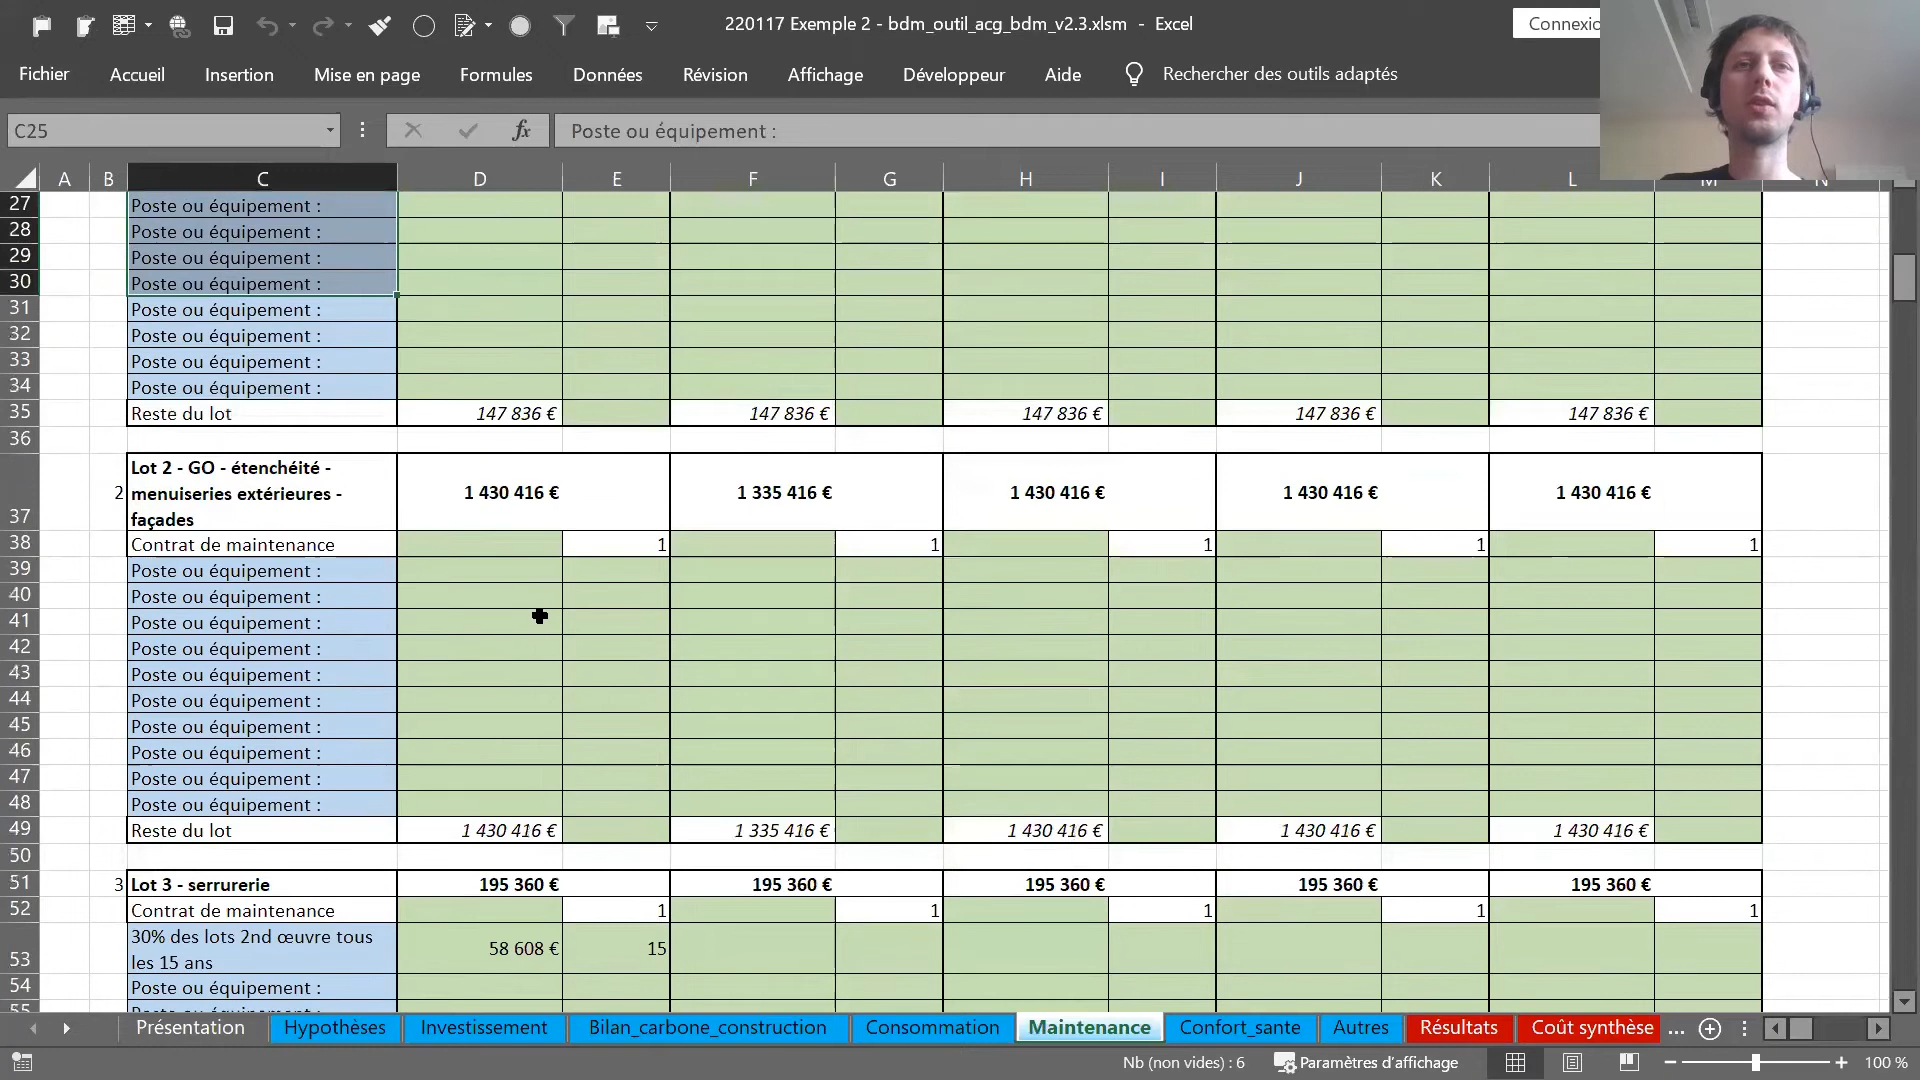 220117 Exemple 2 - bdm_outil_acg_bdm_v2.3.xlsm - Excel
Connexio
Fichier Accueil Insertion Mise en page Formules Données Révision Affichage Développeur Aide Rechercher des outils adaptés
C25 fx Poste ou équipement :
A B C D E F G H I J K L M N
27 Poste ou équipement :
28 Poste ou équipement :
29 Poste ou équipement :
30 Poste ou équipement :
31 Poste ou équipement :
32 Poste ou équipement :
33 Poste ou équipement :
34 Poste ou équipement :
35 Reste du lot 147 836 € 147 836 € 147 836 € 147 836 € 147 836 €
36
Lot 2 - GO - étenchéité -
2 menuiseries extérieures - 1 430 416 € 1 335 416 € 1 430 416 € 1 430 416 € 1 430 416 €
37 façades
38 Contrat de maintenance 1 1 1 1 1
39 Poste ou équipement :
40 Poste ou équipement :
41 Poste ou équipement :
42 Poste ou équipement :
43 Poste ou équipement :
44 Poste ou équipement :
45 Poste ou équipement :
46 Poste ou équipement :
47 Poste ou équipement :
48 Poste ou équipement :
49 Reste du lot 1 430 416 € 1 335 416 € 1 430 416 € 1 430 416 € 1 430 416 €
50
51 3 Lot 3 - serrurerie 195 360 € 195 360 € 195 360 € 195 360 € 195 360 €
52 Contrat de maintenance 1 1 1 1 1
30% des lots 2nd œuvre tous 58 608 € 15
53 les 15 ans
54 Poste ou équipement :
55 Poste ou équipement :
Présentation Hypothèses Investissement Bilan_carbone_construction Consommation Maintenance Confort_sante Autres Résultats Coût synthèse ...
Nb (non vides) : 6 Paramètres d'affichage 100 %